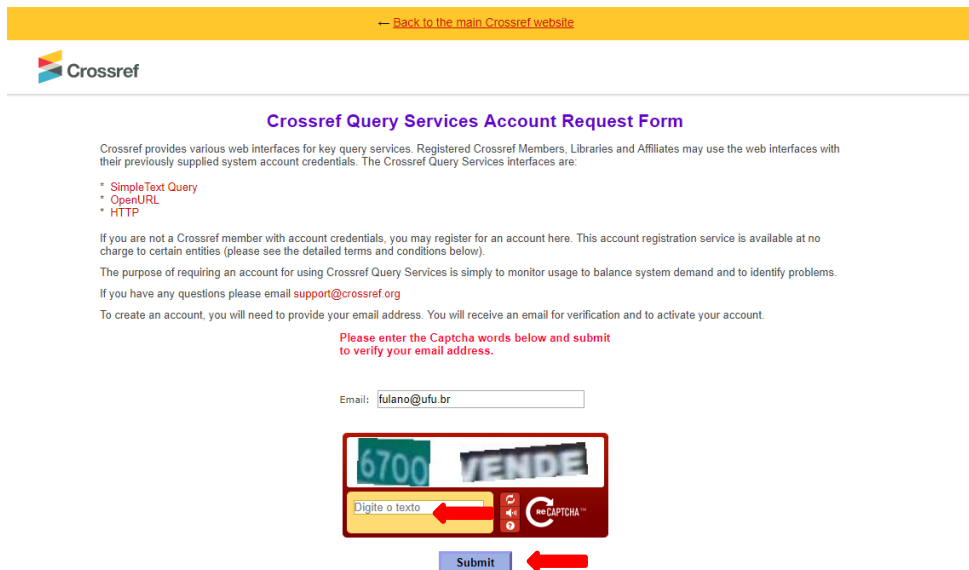 ← Back to the main Crossref website
Crossref
Crossref Query Services Account Request Form
Crossref provides various web interfaces for key query services. Registered Crossref Members, Libraries and Affiliates may use the web interfaces with
their previously supplied system account credentials. The Crossref Query Services interfaces are:
* SimpleText Query
* OpenURL
* HTTP
If you are not a Crossref member with account credentials, you may register for an account here. This account registration service is available at no
charge to certain entities (please see the detailed terms and conditions below).
The purpose of requiring an account for using Crossref Query Services is simply to monitor usage to balance system demand and to identify problems.
If you have any questions please email support@crossref.org
To create an account, you will need to provide your email address. You will receive an email for verification and to activate your account.
Please enter the Captcha words below and submit
to verify your email address.
Email: fulano@ufu.br
6700 VENDE
Digite o texto
reCAPTCHA™
Submit